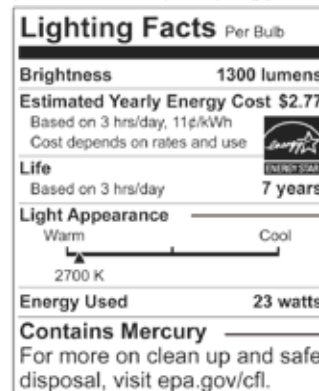 Lighting Facts Per Bulb
Brightness 1300 lumens
Estimated Yearly Energy Cost $2.77
Based on 3 hrs/day, 11¢/kWh
Cost depends on rates and use
energy
ENERGY STAR
Life
Based on 3 hrs/day 7 years
Light Appearance
Warm Cool
2700 K
Energy Used 23 watts
Contains Mercury
For more on clean up and safe
disposal, visit epa.gov/cfl.